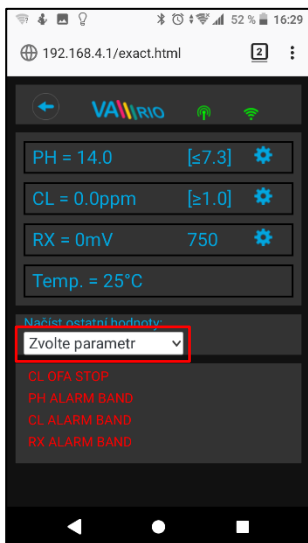 52 % 16:29
192.168.4.1/exact.html 2
VA RIO
PH = 14.0 [≤7.3]
CL = 0.0ppm [≥1.0]
RX = 0mV 750
Temp. = 25°C
Načíst ostatní hodnoty:
Zvolte parametr
CL OFA STOP
PH ALARM BAND
CL ALARM BAND
RX ALARM BAND